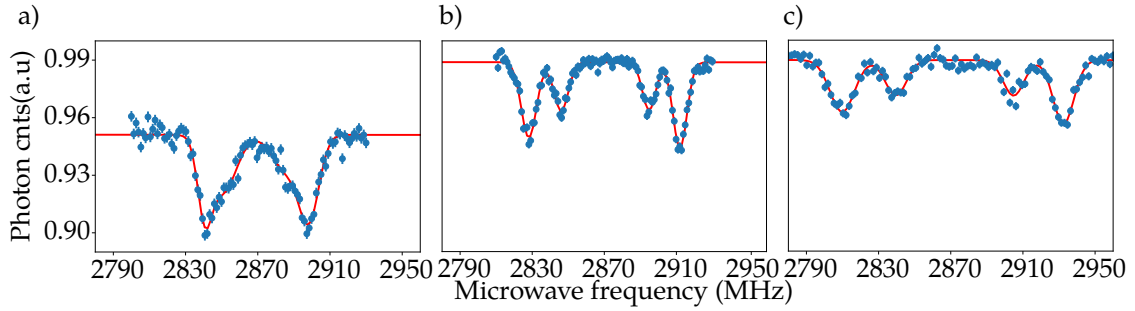 a) b) c)
Photon cnts(a.u)
0.99
0.96
0.93
0.90
2790 2830 2870 2910 2950 2790 2830 2870 2910 2950 2790 2830 2870 2910 2950
Microwave frequency (MHz)